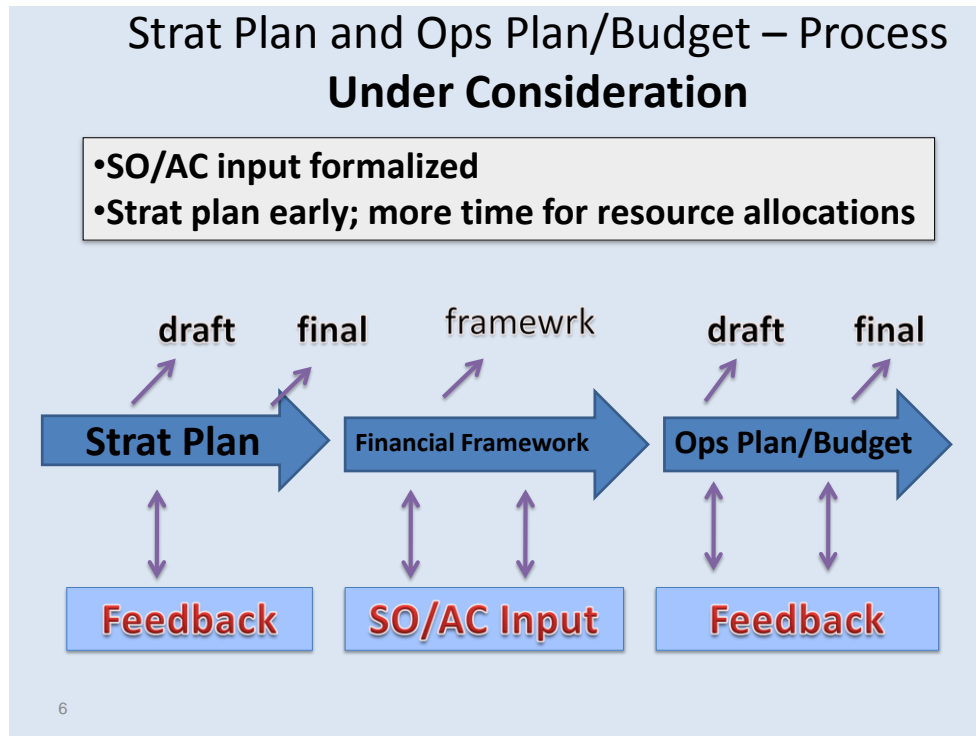 Strat Plan and Ops Plan/Budget – Process
Under Consideration
•SO/AC input formalized
•Strat plan early; more time for resource allocations
draft final framewrk draft final
Strat Plan Financial Framework Ops Plan/Budget
Feedback SO/AC Input Feedback
6